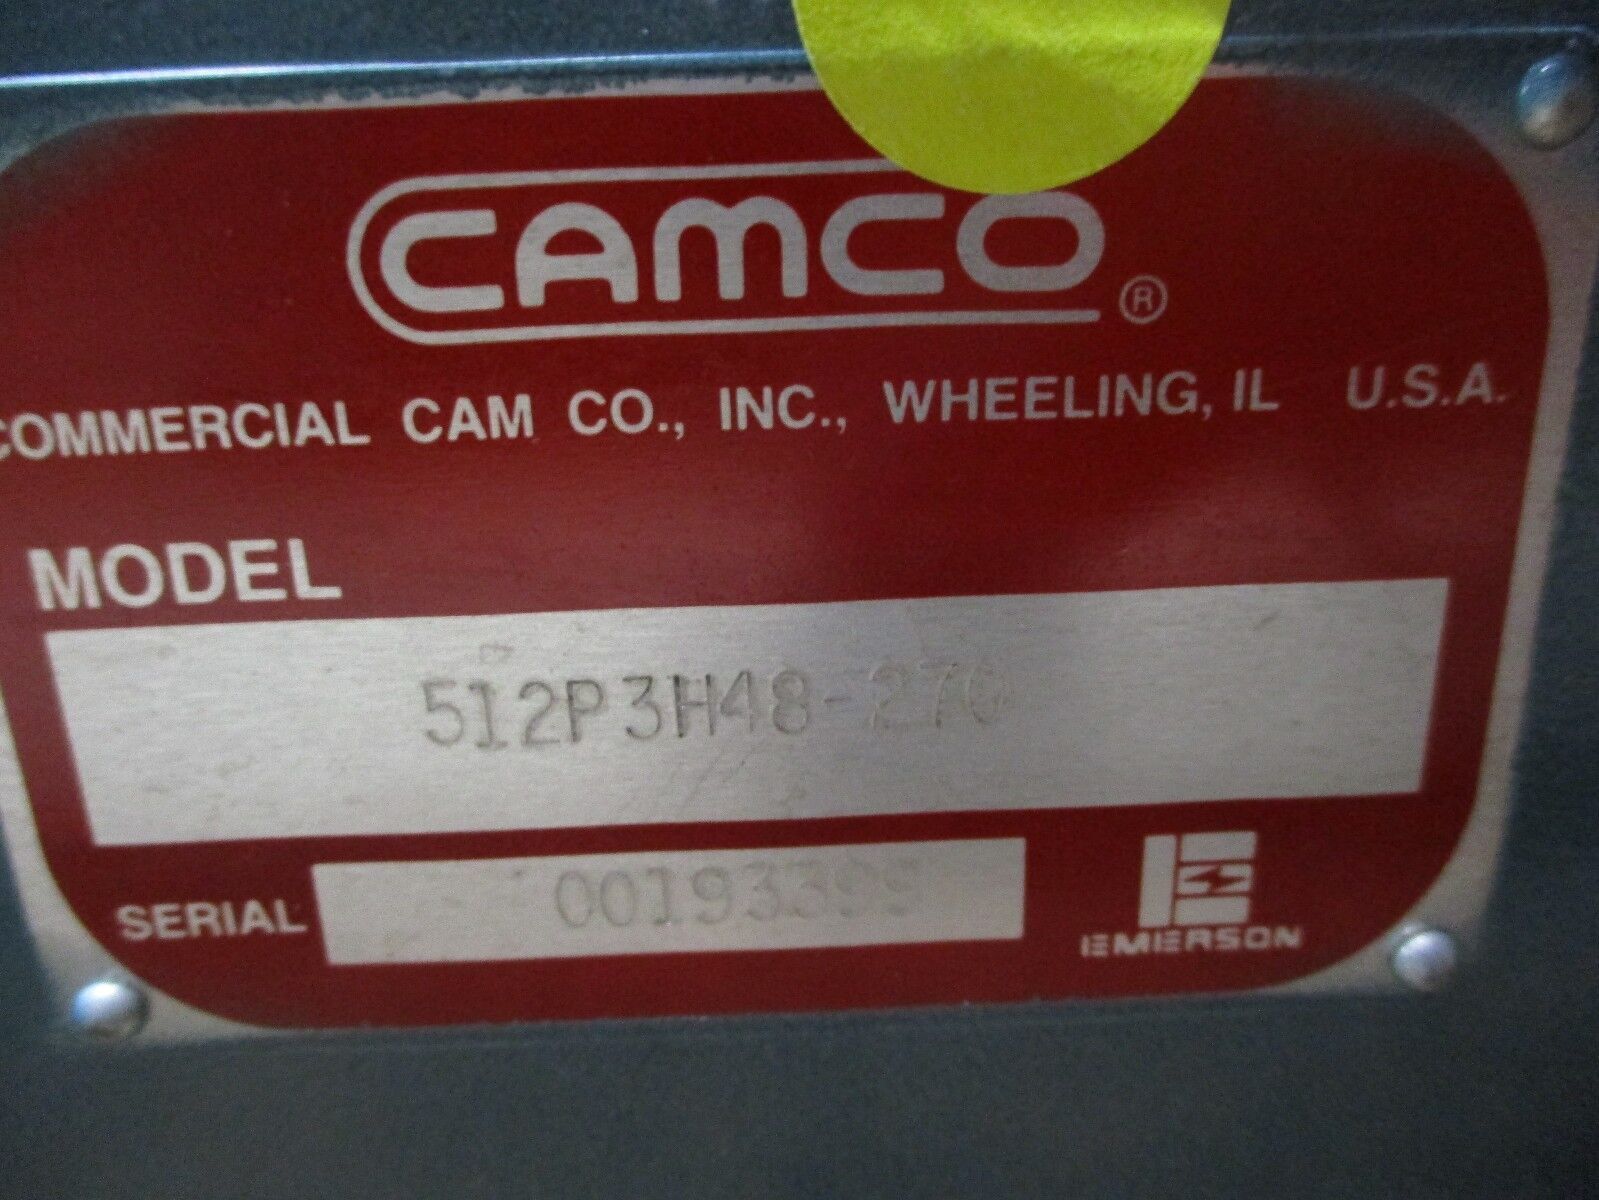 CAMCO ®
COMMERCIAL CAM CO., INC., WHEELING, IL U.S.A.
MODEL
512P3H48-270
SERIAL 00193399
EMERSON